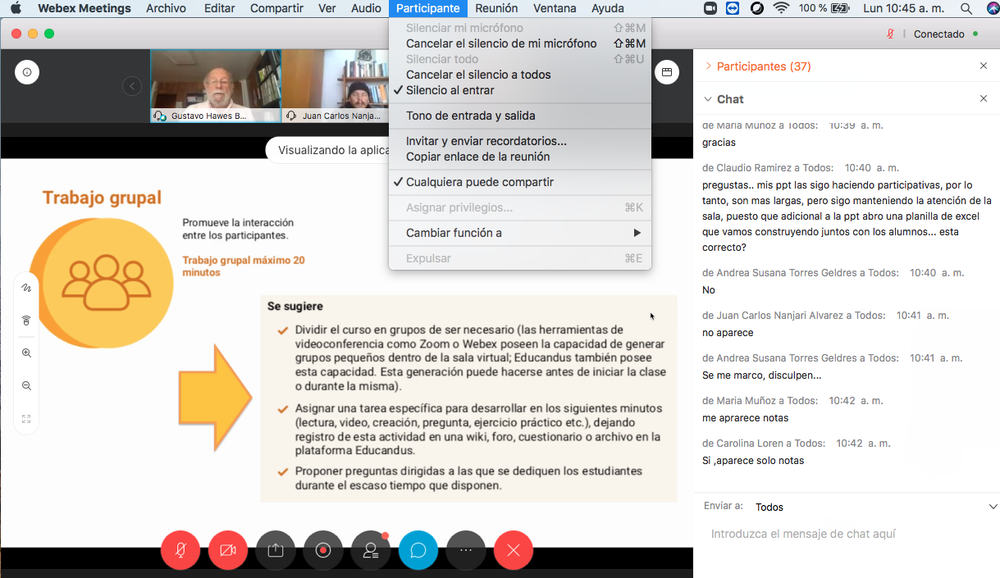 Webex Meetings Archivo Editar Compartir Ver Audio Participante Reunión Ventana Ayuda 100 % Lun 10:45 a. m.
Conectado
Silenciar mi micrófono ⇧⌘M
Cancelar el silencio de mi micrófono ⇧⌘M
Silenciar todo ⇧⌘U
Cancelar el silencio a todos
✓ Silencio al entrar
Tono de entrada y salida
Invitar y enviar recordatorios...
Copiar enlace de la reunión
✓ Cualquiera puede compartir
Asignar privilegios... ⌘K
Cambiar función a
Expulsar ⌘E
Gustavo Hawes B...
Juan Carlos Nanja...
Visualizando la aplica
Trabajo grupal
Promueve la interacción
entre los participantes.
Trabajo grupal máximo 20
minutos
Se sugiere
Dividir el curso en grupos de ser necesario (las herramientas de
videoconferencia como Zoom o Webex poseen la capacidad de generar
grupos pequeños dentro de la sala virtual; Educandus también posee
esta capacidad. Esta generación puede hacerse antes de iniciar la clase
o durante la misma).
Asignar una tarea específica para desarrollar en los siguientes minutos
(lectura, video, creación, pregunta, ejercicio práctico etc.), dejando
registro de esta actividad en una wiki, foro, cuestionario o archivo en la
plataforma Educandus.
Proponer preguntas dirigidas a las que se dediquen los estudiantes
durante el escaso tiempo que disponen.
Participantes (37)
Chat
de Maria Muñoz a Todos: 10:39 a. m.
gracias
de Claudio Ramirez a Todos: 10:40 a. m.
pregustas.. mis ppt las sigo haciendo participativas, por lo
tanto, son mas largas, pero sigo manteniendo la atención de la
sala, puesto que adicional a la ppt abro una planilla de excel
que vamos construyendo juntos con los alumnos... esta
correcto?
de Andrea Susana Torres Geldres a Todos: 10:40 a. m.
No
de Juan Carlos Nanjari Alvarez a Todos: 10:41 a. m.
no aparece
de Andrea Susana Torres Geldres a Todos: 10:41 a. m.
Se me marco, disculpen...
de Maria Muñoz a Todos: 10:42 a. m.
me aprarece notas
de Carolina Loren a Todos: 10:42 a. m.
Si ,aparece solo notas
Enviar a: Todos
Introduzca el mensaje de chat aquí